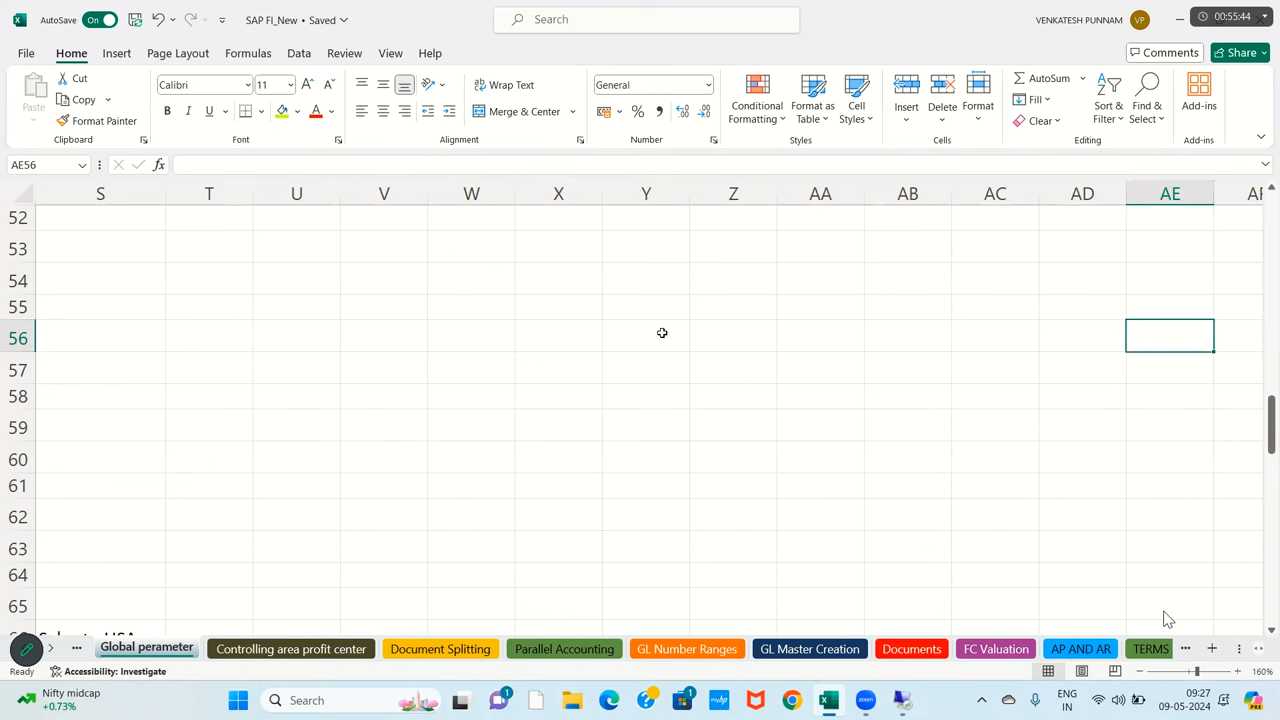 AutoSave On SAP FI_New • Saved Search VENKATESH PUNNAM VP 00:55:44
File Home Insert Page Layout Formulas Data Review View Help Comments Share
Paste Cut Copy Format Painter Clipboard
Calibri 11 B I U A Font
Wrap Text Merge & Center Alignment
General % Number
Conditional Formatting Format as Table Cell Styles Styles
Insert Delete Format Cells
AutoSum Fill Clear Sort & Filter Find & Select Editing
Add-ins Add-ins
AE56 fx
S T U V W X Y Z AA AB AC AD AE
52
53
54
55
56
57
58
59
60
61
62
63
64
65
Global perameter Controlling area profit center Document Splitting Parallel Accounting GL Number Ranges GL Master Creation Documents FC Valuation AP AND AR TERMS
Ready Accessibility: Investigate 160%
Nifty midcap
+0.73%
Search
1
1
zoom
ENG
IN
09:27
09-05-2024